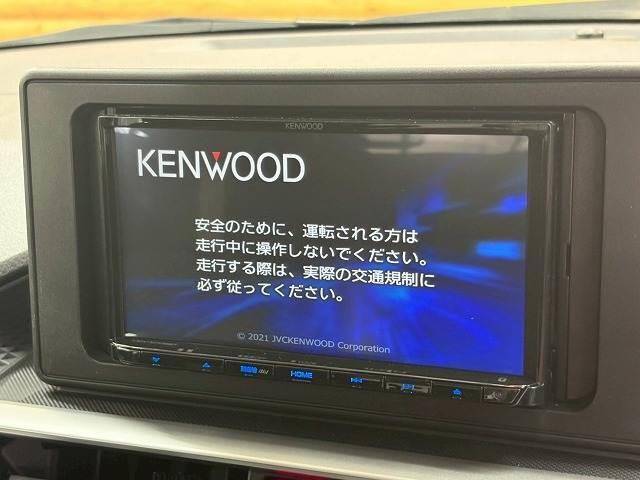 KENWOOD
KENWOOD
安全のために、運転される方は
走行中に操作しないでください。
走行する際は、実際の交通規制に
必ず従ってください。
© 2021 JVCKENWOOD Corporation
HOME